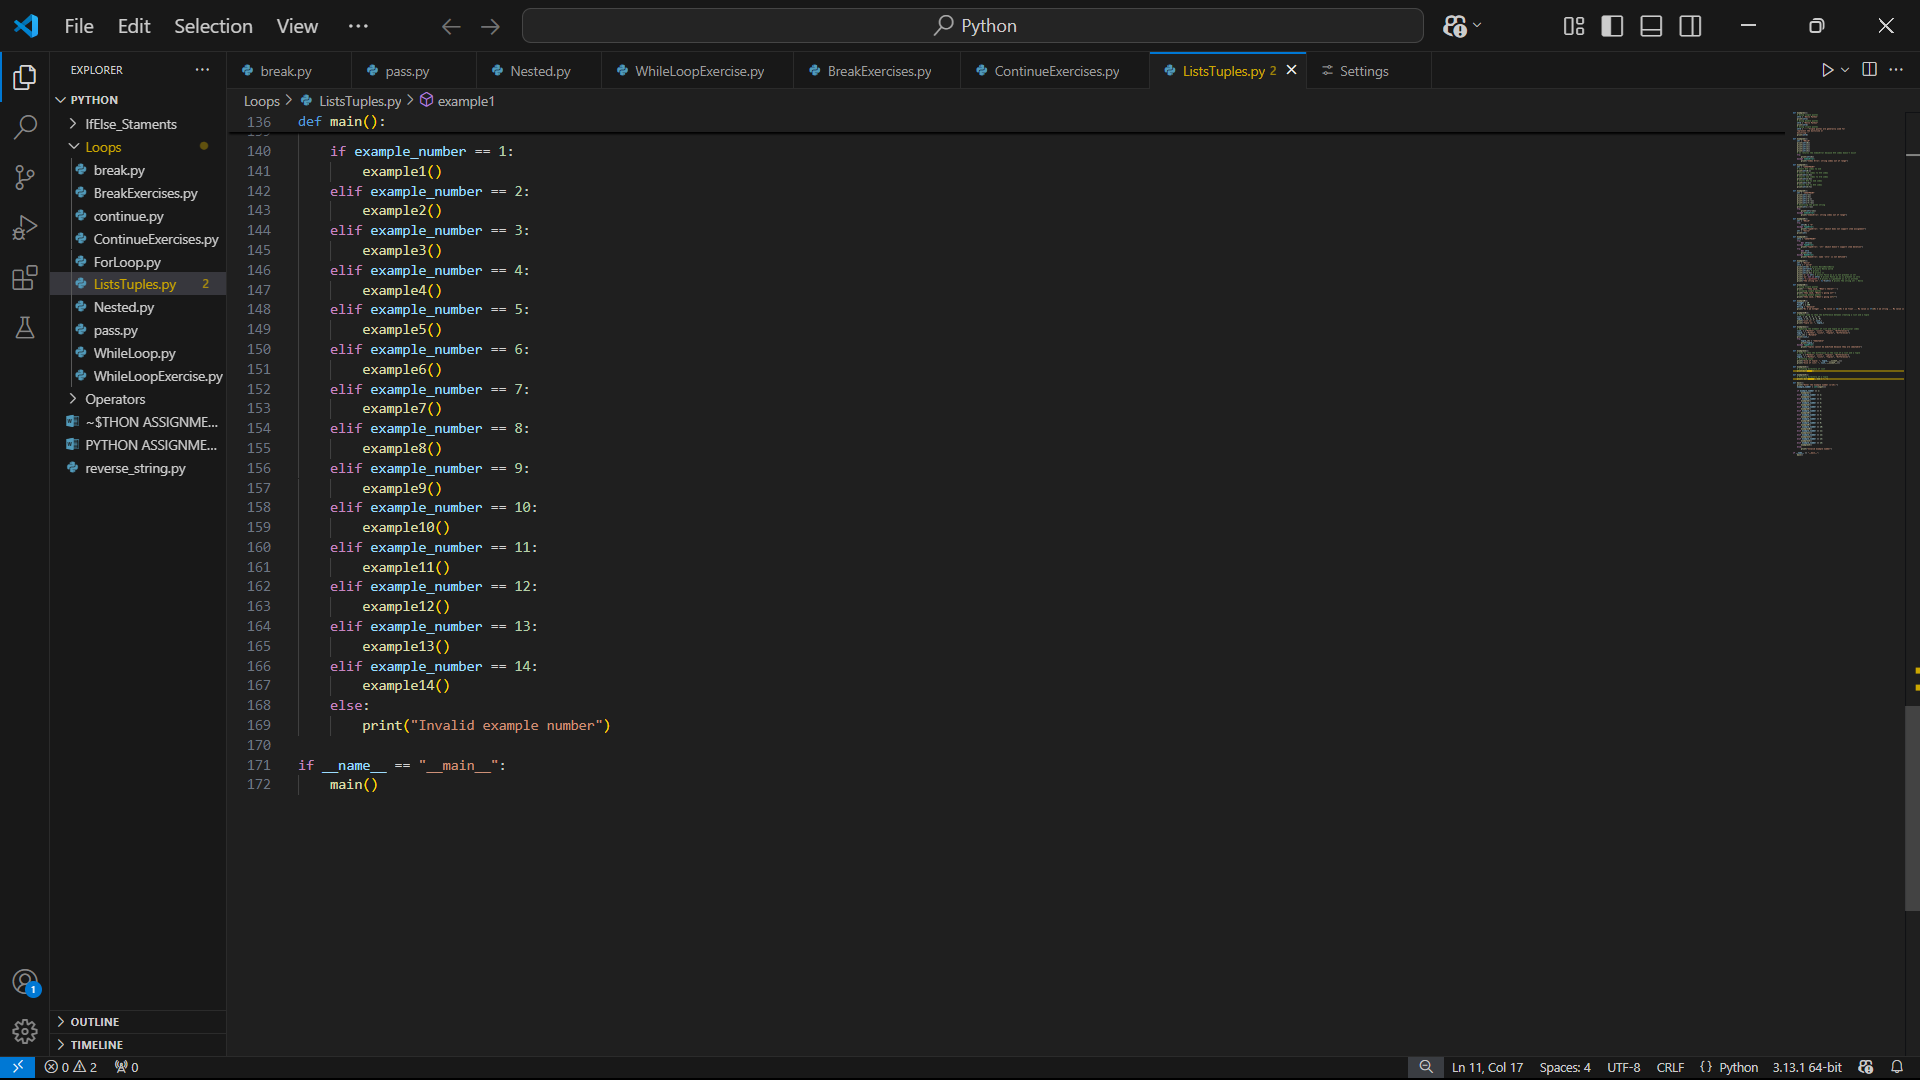 File Edit Selection View ···
Python
EXPLORER ···
PYTHON
IfElse_Staments
Loops
break.py
BreakExercises.py
continue.py
ContinueExercises.py
ForLoop.py
ListsTuples.py 2
Nested.py
pass.py
WhileLoop.py
WhileLoopExercise.py
Operators
~$THON ASSIGNME...
PYTHON ASSIGNME...
reverse_string.py
OUTLINE
TIMELINE
1
break.py pass.py Nested.py WhileLoopExercise.py BreakExercises.py ContinueExercises.py ListsTuples.py 2 Settings
Loops > ListsTuples.py > example1
136 def main():
140 if example_number == 1:
141 example1()
142 elif example_number == 2:
143 example2()
144 elif example_number == 3:
145 example3()
146 elif example_number == 4:
147 example4()
148 elif example_number == 5:
149 example5()
150 elif example_number == 6:
151 example6()
152 elif example_number == 7:
153 example7()
154 elif example_number == 8:
155 example8()
156 elif example_number == 9:
157 example9()
158 elif example_number == 10:
159 example10()
160 elif example_number == 11:
161 example11()
162 elif example_number == 12:
163 example12()
164 elif example_number == 13:
165 example13()
166 elif example_number == 14:
167 example14()
168 else:
169 print("Invalid example number")
170
171 if __name__ == "__main__":
172 main()
0 2 0
Ln 11, Col 17 Spaces: 4 UTF-8 CRLF {} Python 3.13.1 64-bit